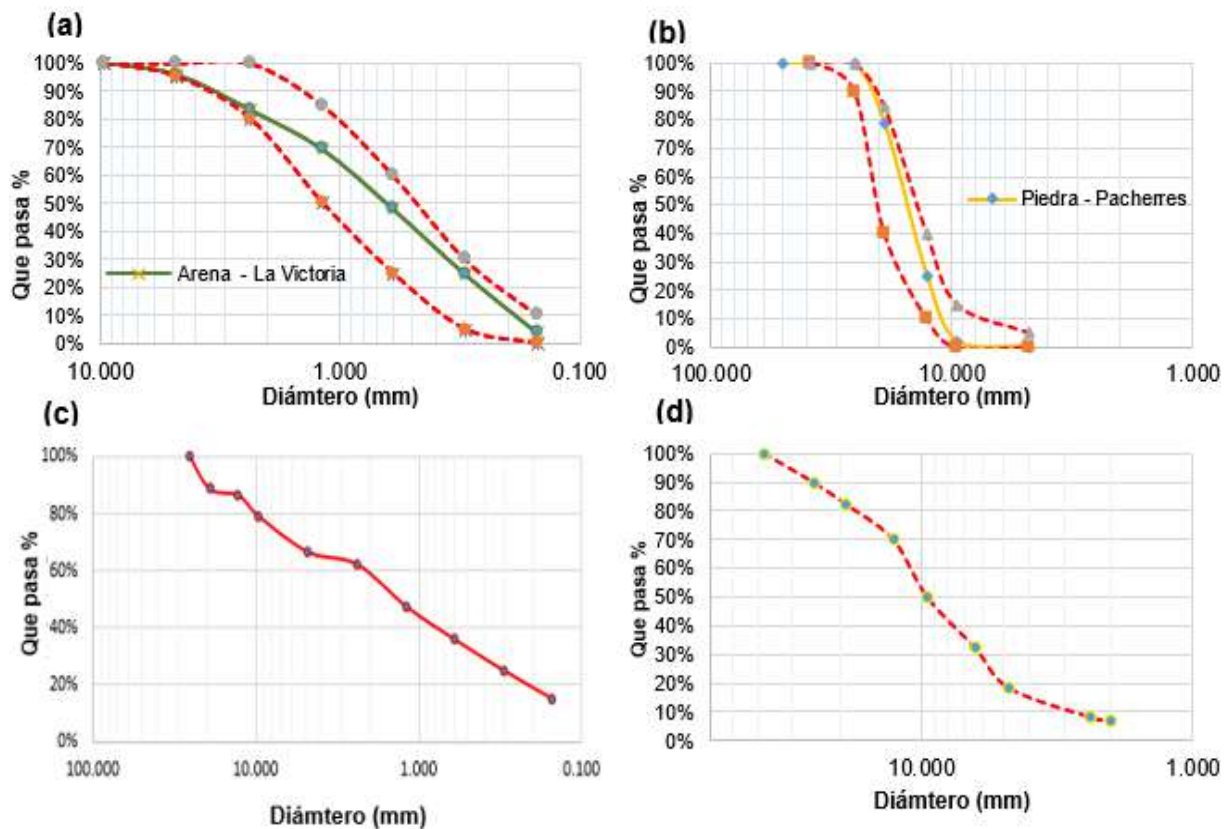 (a)
Que pasa %
100%
90%
80%
70%
60%
50%
40%
30%
20%
10%
0%
Arena - La Victoria
10.000 1.000 0.100
Diámtero (mm)
(b)
Que pasa %
100%
90%
80%
70%
60%
50%
40%
30%
20%
10%
0%
Piedra - Pacherres
100.000 10.000 1.000
Diámtero (mm)
(c)
Que pasa %
100%
80%
60%
40%
20%
0%
100.000 10.000 1.000 0.100
Diámtero (mm)
(d)
Que pasa %
100%
90%
80%
70%
60%
50%
40%
30%
20%
10%
0%
10.000 1.000
Diámtero (mm)